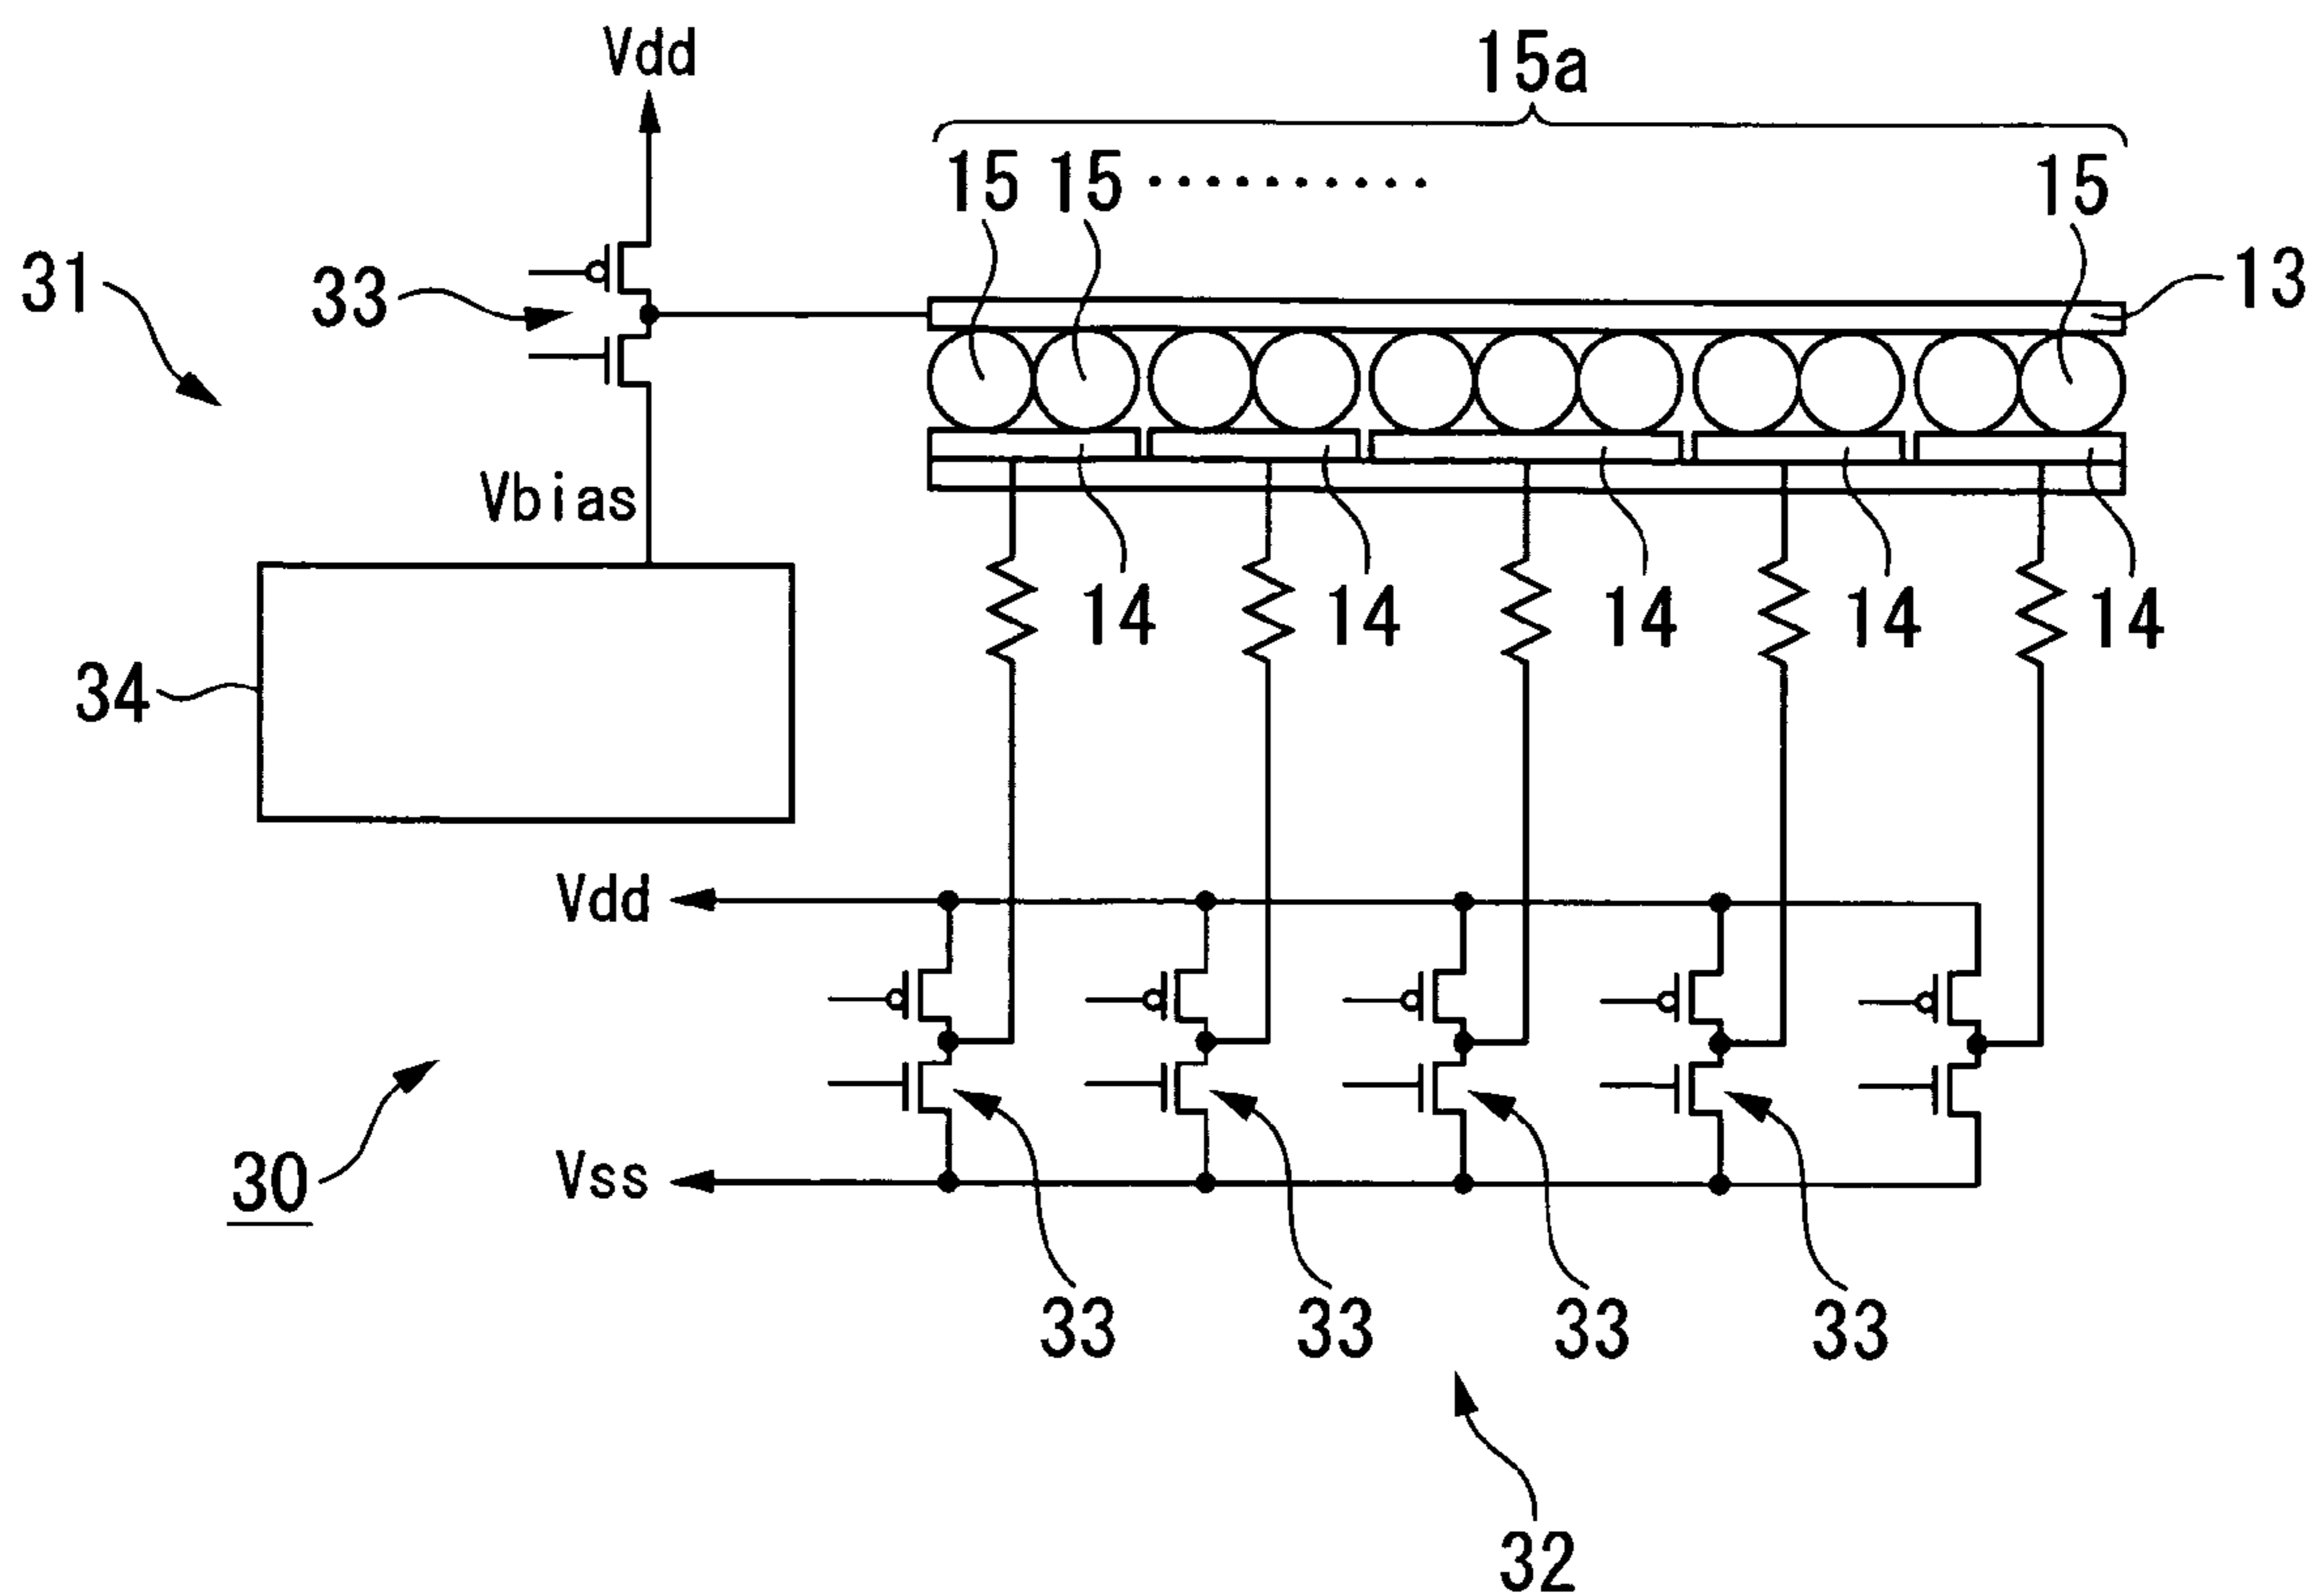 Vdd
15a
15 15 .......... 15
31
33
13
Vbias
34
14 14 14 14 14
Vdd
30
Vss
33 33 33 33
32